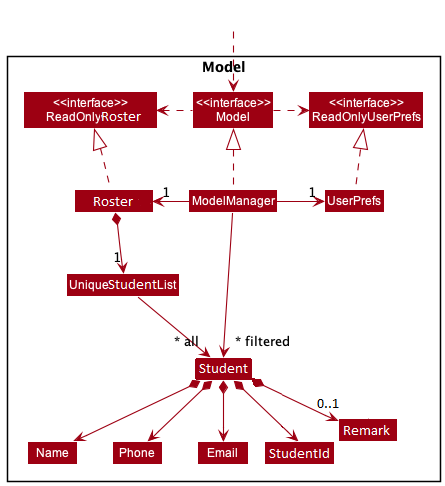 Model
<<interface>>
ReadOnlyRoster
<<interface>>
Model
<<interface>>
ReadOnlyUserPrefs
Roster
1
ModelManager
1
UserPrefs
1
UniqueStudentList
* all
* filtered
Student
0..1
Remark
Name
Phone
Email
StudentId